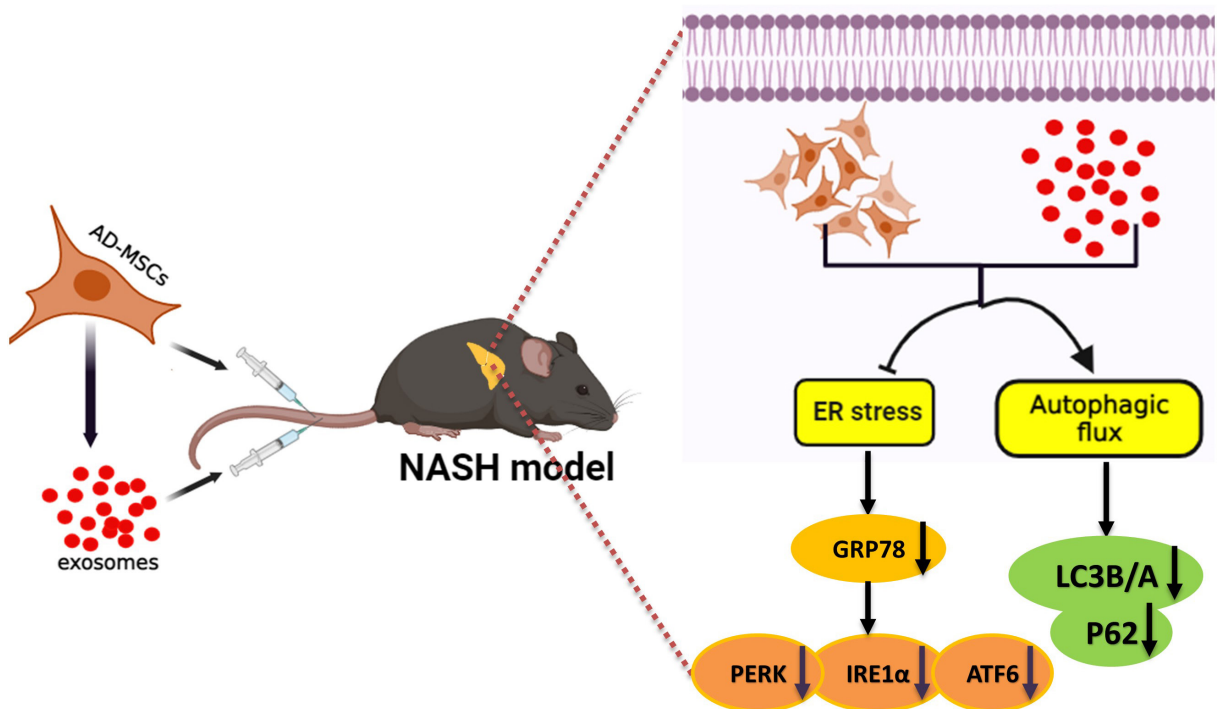 AD-MSCs
exosomes
NASH model
ER stress
Autophagic
flux
GRP78
LC3B/A
P62
PERK
IRE1α
ATF6